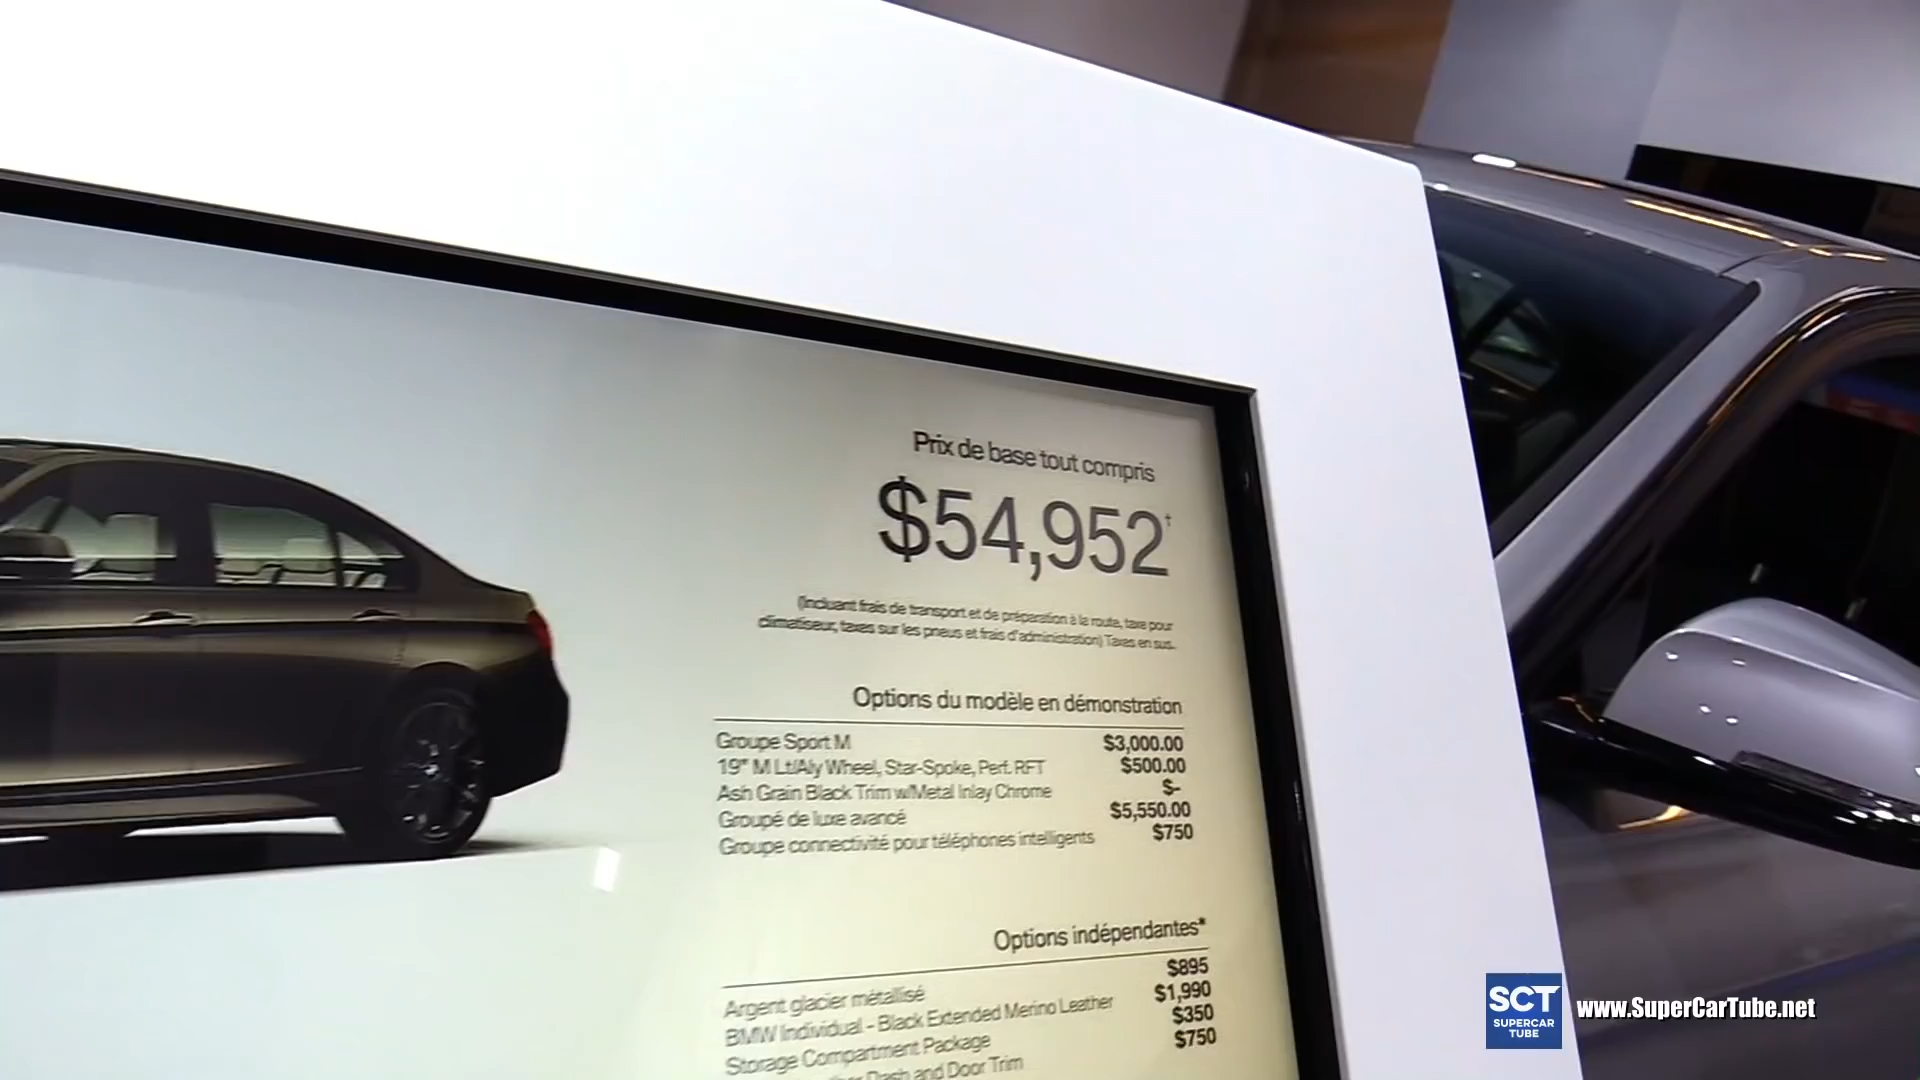 Prix de base tout compris
$54,952†
(Incluant frais de transport et de préparation à la route, taxe pour
climatiseur, taxes sur les pneus et frais d'administration) Taxes en sus.
Options du modèle en démonstration
Groupe Sport M $3,000.00
19" M Lt/Aly Wheel, Star-Spoke, Perf. RFT $500.00
Ash Grain Black Trim w/Metal Inlay Chrome $-
Groupé de luxe avancé $5,550.00
Groupe connectivité pour téléphones intelligents $750
Options indépendantes*
Argent glacier métallisé $895
BMW Individual - Black Extended Merino Leather $1,990
Storage Compartment Package $350
Dash and Door Trim $750
SCT
SUPERCAR
TUBE
www.SuperCarTube.net